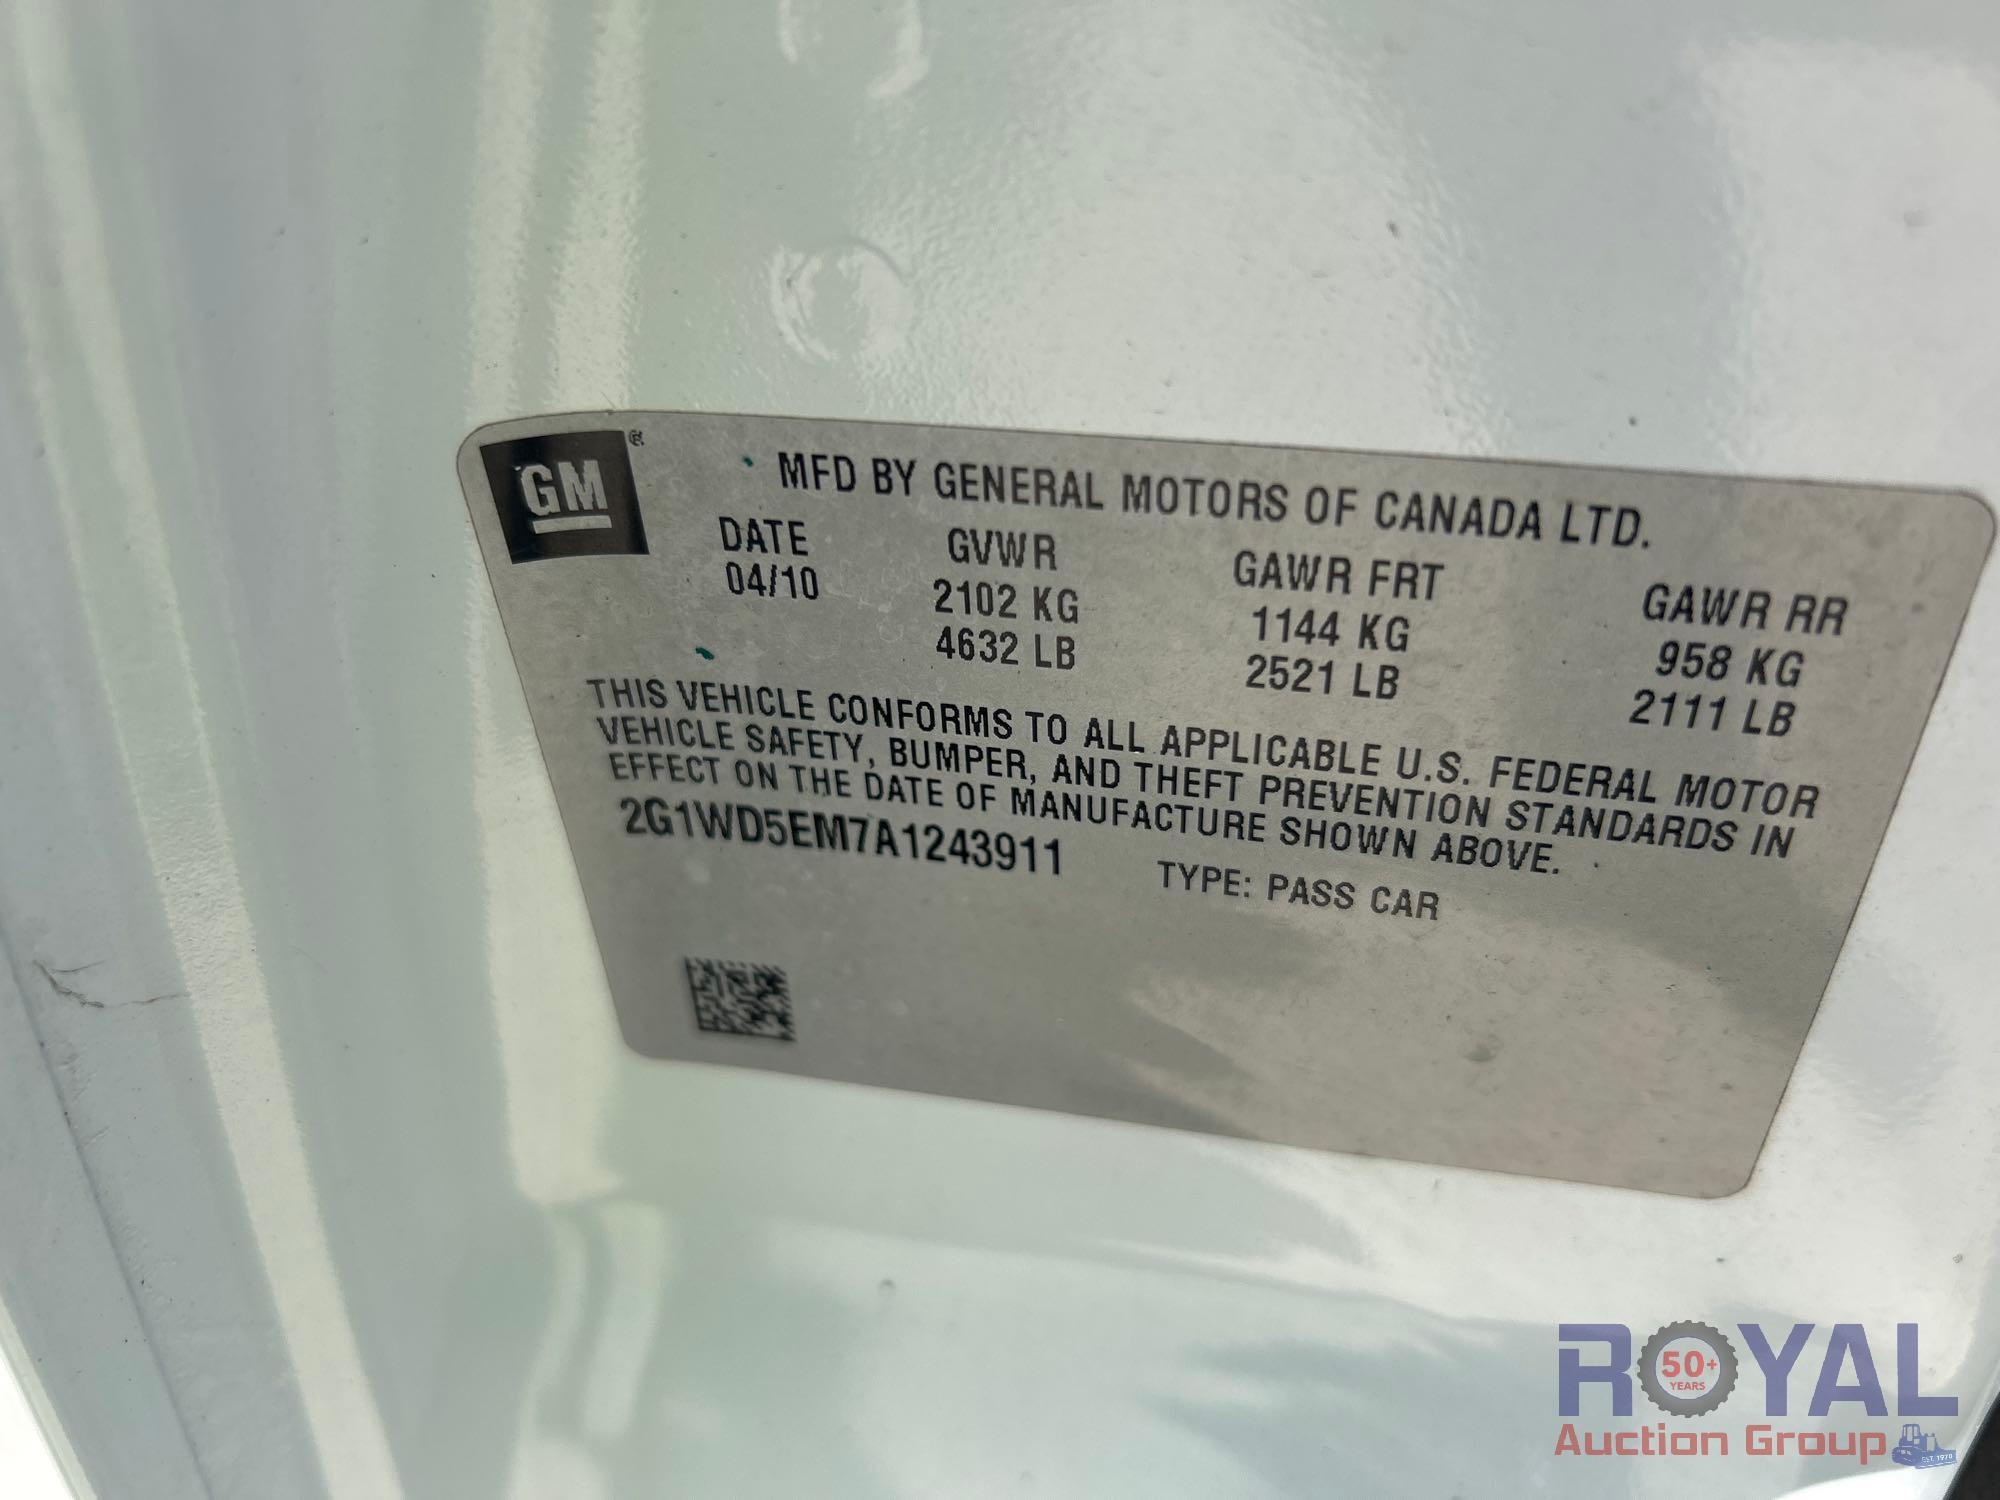 GM ®
MFD BY GENERAL MOTORS OF CANADA LTD.
DATE GVWR GAWR FRT GAWR RR
04/10 2102 KG 1144 KG 958 KG
4632 LB 2521 LB 2111 LB
THIS VEHICLE CONFORMS TO ALL APPLICABLE U.S. FEDERAL MOTOR
VEHICLE SAFETY, BUMPER, AND THEFT PREVENTION STANDARDS IN
EFFECT ON THE DATE OF MANUFACTURE SHOWN ABOVE.
2G1WD5EM7A1243911 TYPE: PASS CAR
ROYAL
50+
YEARS
Auction Group
EST. 1970